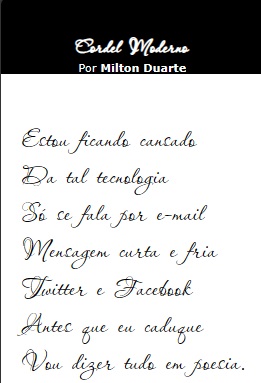 Cordel Moderno
Por Milton Duarte
Estou ficando cansado
Da tal tecnologia
Só se fala por e-mail
Mensagem curta e fria
Twitter e Facebook
Antes que eu caduque
Vou dizer tudo em poesia.